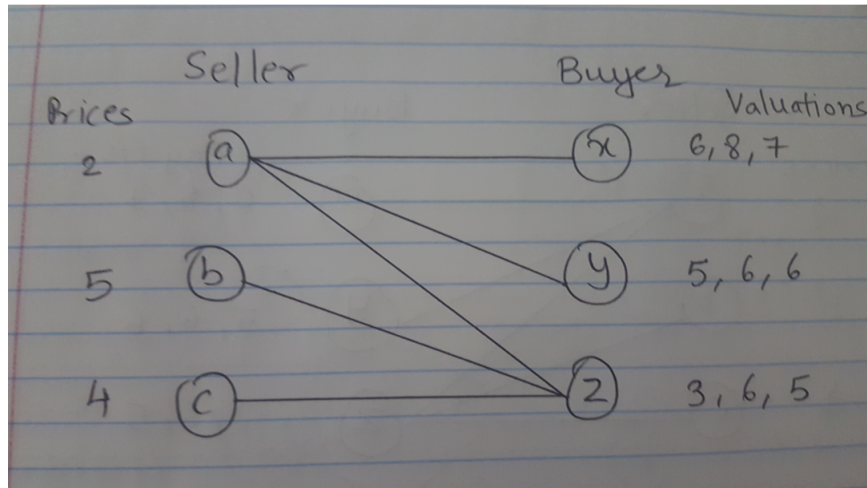 Seller Buyer
Prices Valuations
2 a x 6, 8, 7
5 b y 5, 6, 6
4 c z 3, 6, 5